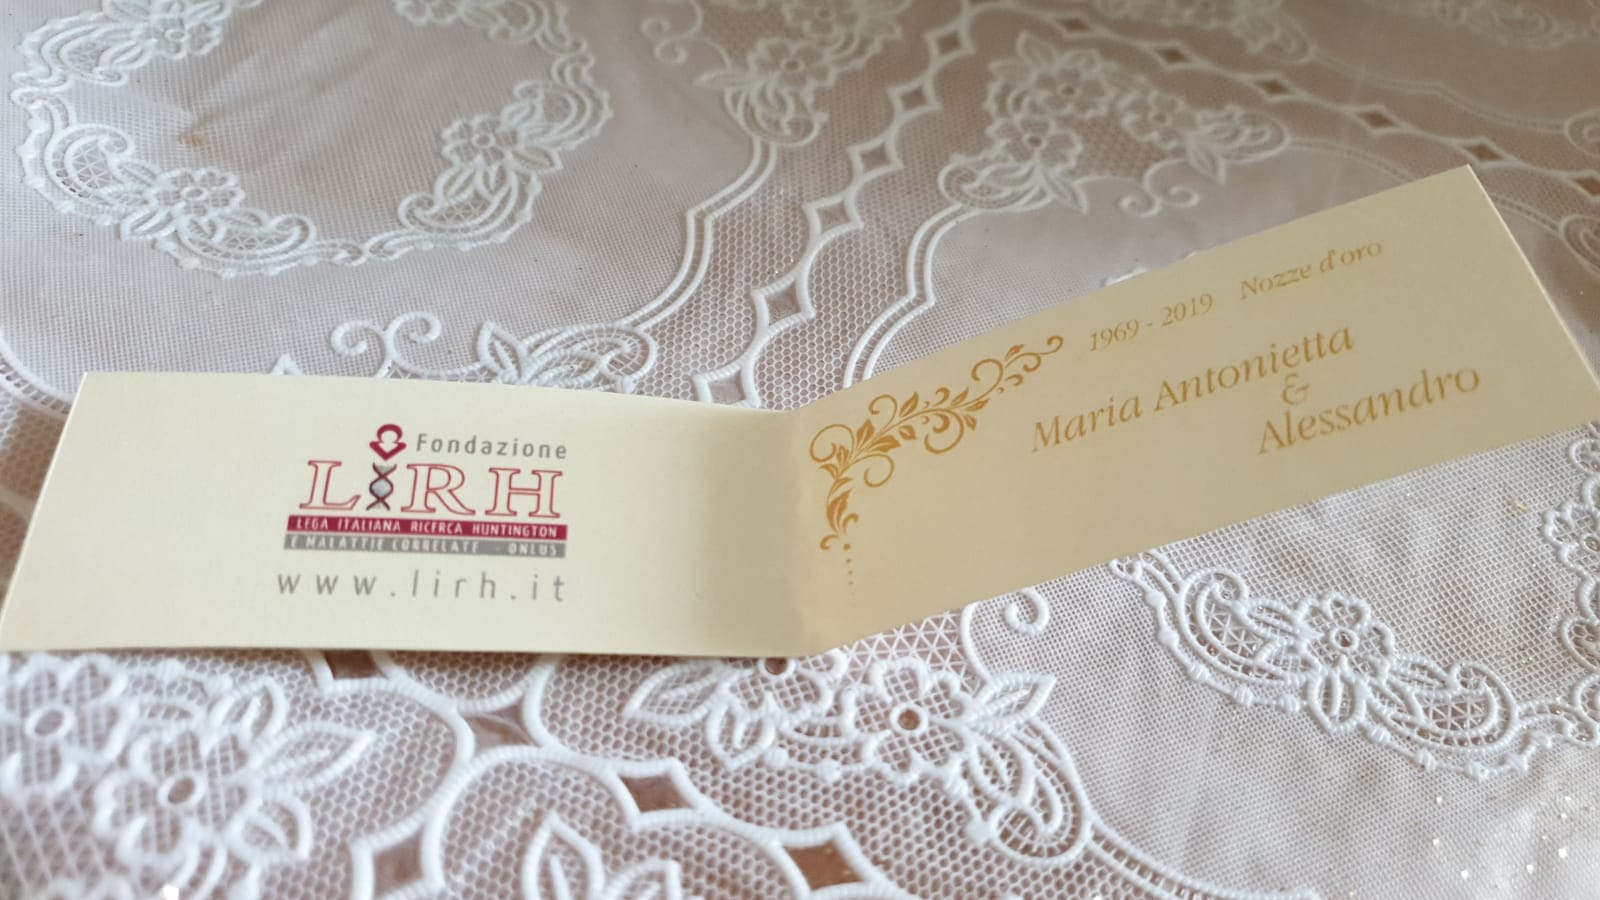 Fondazione
LIRH
LEGA ITALIANA RICERCA HUNTINGTON
E MALATTIE CORRELATE - ONLUS
www.lirh.it
1969 - 2019 Nozze d'oro
Maria Antonietta
&
Alessandro